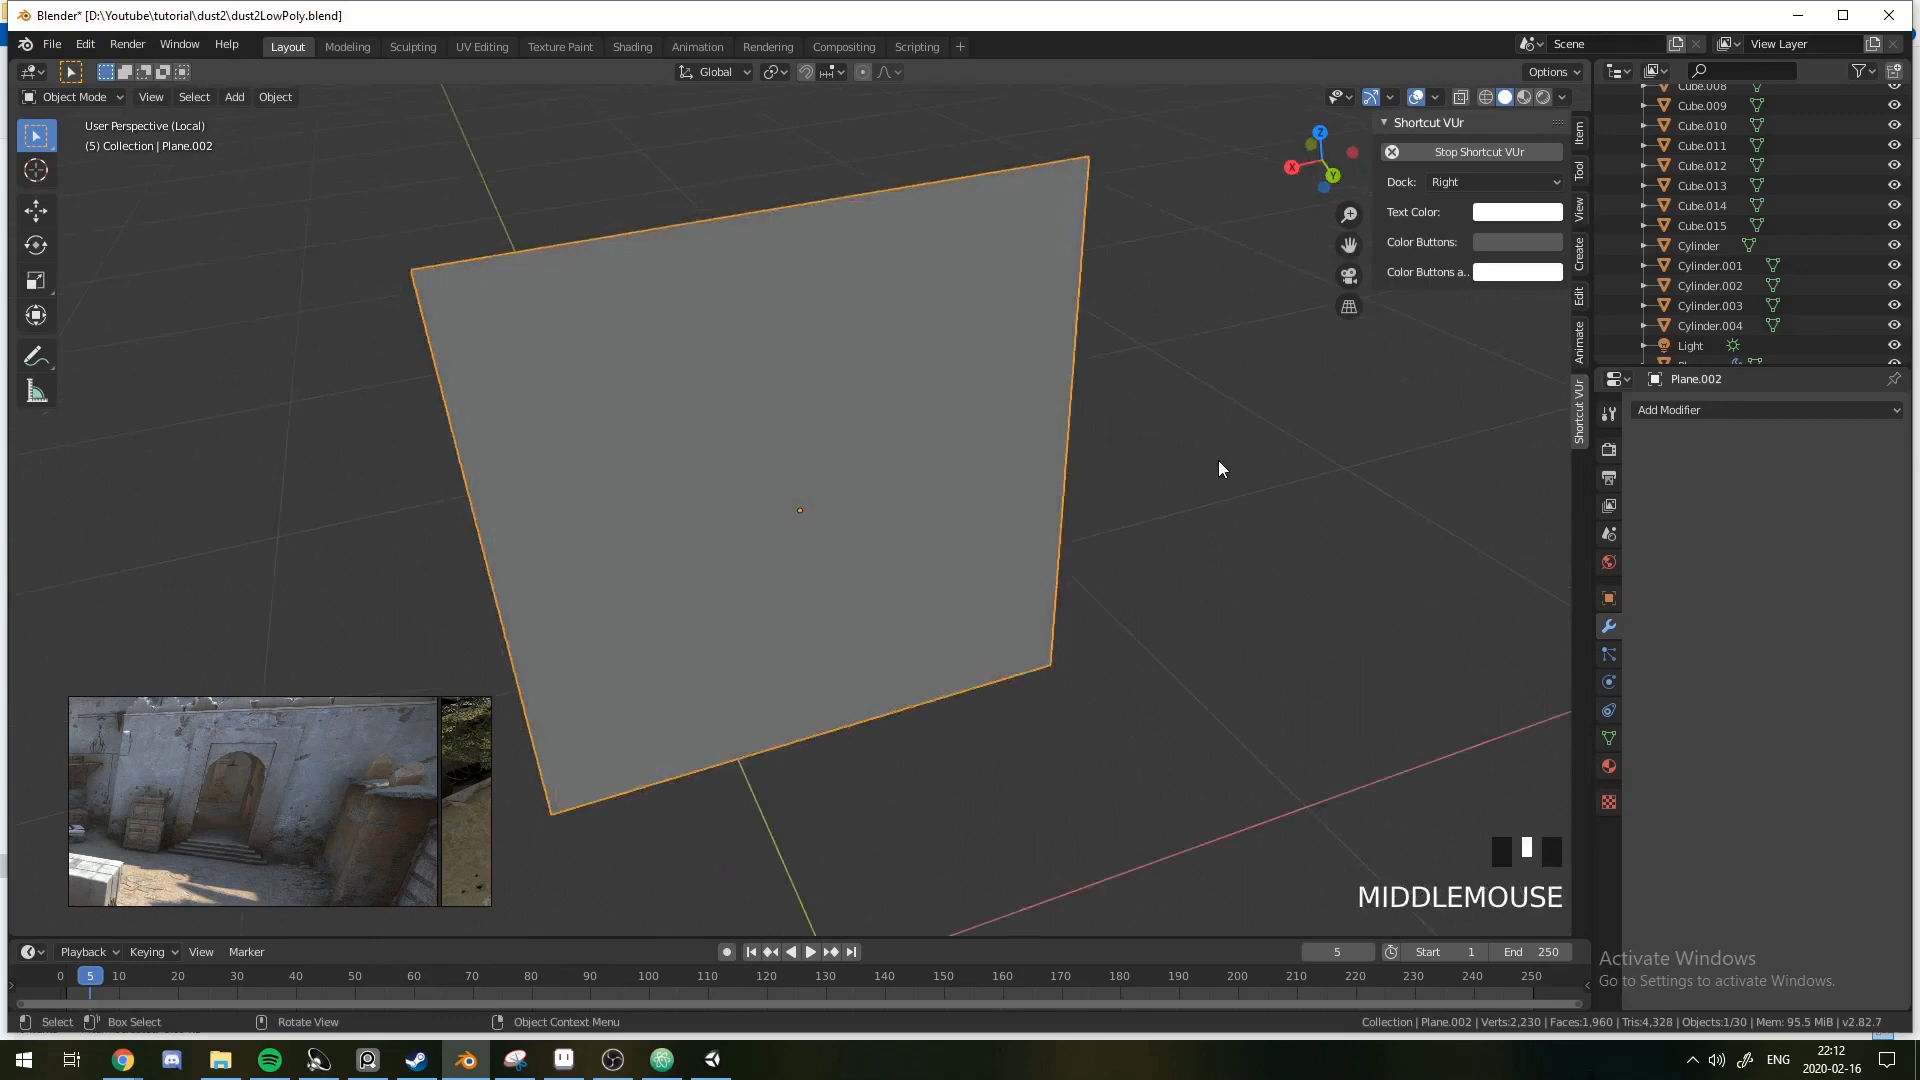 Blender* [D:\Youtube\tutorial\dust2\dust2LowPoly.blend]
File Edit Render Window Help Layout Modeling Sculpting UV Editing Texture Paint Shading Animation Rendering Compositing Scripting + Scene View Layer
Global Options
Object Mode View Select Add Object
User Perspective (Local)
(5) Collection | Plane.002
Z
X
Y
Shortcut VUr
Stop Shortcut VUr
Dock: Right
Text Color:
Color Buttons:
Color Buttons a..
Item
Tool
View
Create
Edit
Animate
Shortcut VUr
Cube.008
Cube.009
Cube.010
Cube.011
Cube.012
Cube.013
Cube.014
Cube.015
Cylinder
Cylinder.001
Cylinder.002
Cylinder.003
Cylinder.004
Light
Plane.002
Add Modifier
MIDDLEMOUSE
Playback Keying View Marker 5 Start 1 End 250
0 5 10 20 30 40 50 60 70 80 90 100 110 120 130 140 150 160 170 180 190 200 210 220 230 240 250
Activate Windows
Go to Settings to activate Windows.
Select Box Select Rotate View Object Context Menu Collection | Plane.002 | Verts:2,230 | Faces:1,960 | Tris:4,328 | Objects:1/30 | Mem: 95.5 MiB | v2.82.7
ENG 22:12
2020-02-16